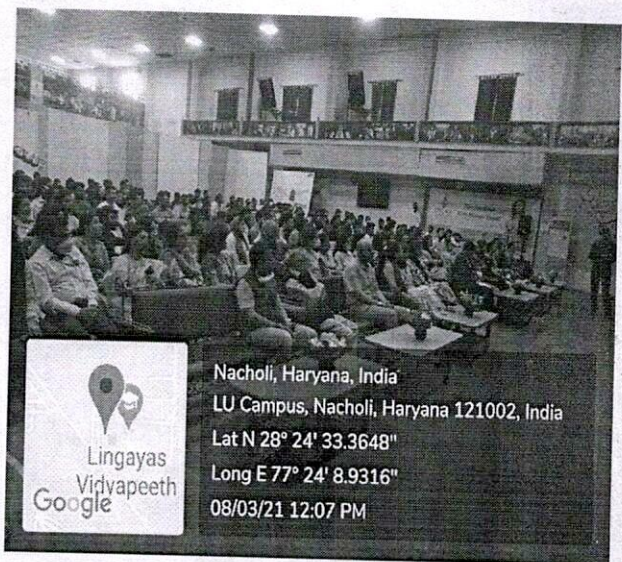 Nacholi, Haryana, India
LU Campus, Nacholi, Haryana 121002, India
Lat N 28° 24' 33.3648"
Long E 77° 24' 8.9316"
08/03/21 12:07 PM
Lingayas
Vidyapeeth
Google